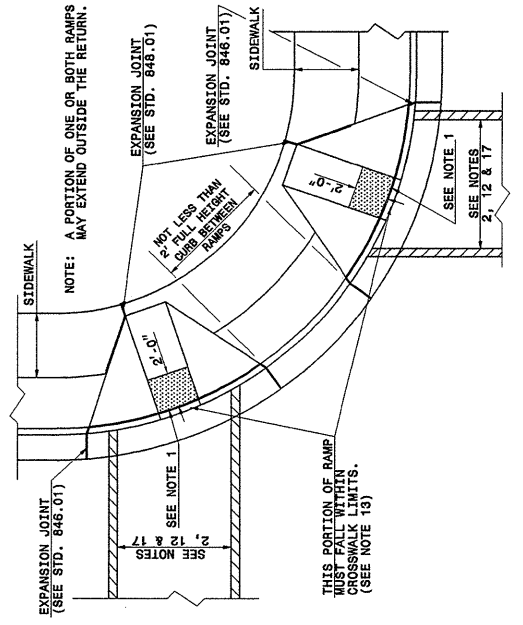 SIDEWALK
NOTE: A PORTION OF ONE OR BOTH RAMPS
MAY EXTEND OUTSIDE THE RETURN.
EXPANSION JOINT
(SEE STD. 848.01)
EXPANSION JOINT
(SEE STD. 846.01)
SIDEWALK
NOT LESS THAN
2' FULL HEIGHT
CURB BETWEEN
RAMPS
2'-0"
2'-0"
SEE NOTE 1
SEE NOTES
2, 12 & 17
EXPANSION JOINT
(SEE STD. 846.01)
SEE NOTE 1
SEE NOTES
2, 12 & 17
THIS PORTION OF RAMP
MUST FALL WITHIN
CROSSWALK LIMITS.
(SEE NOTE 13)